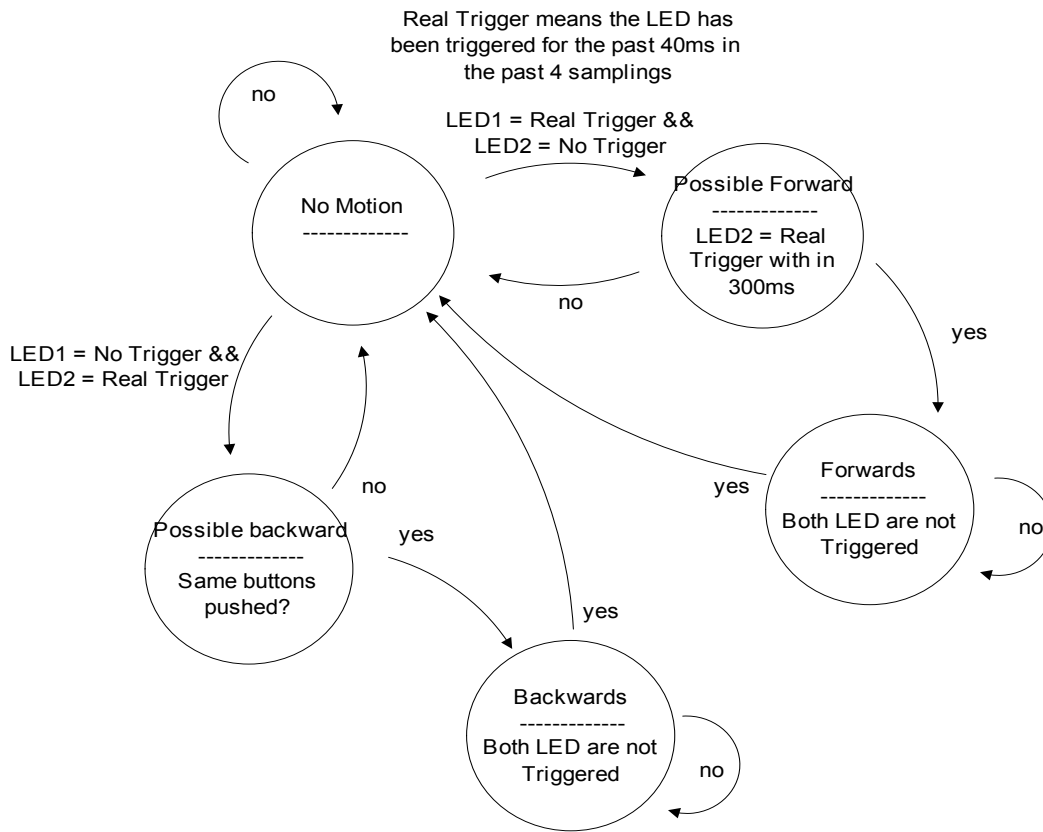 Real Trigger means the LED has
been triggered for the past 40ms in
the past 4 samplings
no
LED1 = Real Trigger &&
LED2 = No Trigger
No Motion
-------------
Possible Forward
-------------
LED2 = Real
Trigger with in
300ms
no
yes
LED1 = No Trigger &&
LED2 = Real Trigger
no
Possible backward
-------------
Same buttons
pushed?
yes
yes
Forwards
-------------
Both LED are not
Triggered
no
yes
Backwards
-------------
Both LED are not
Triggered
no